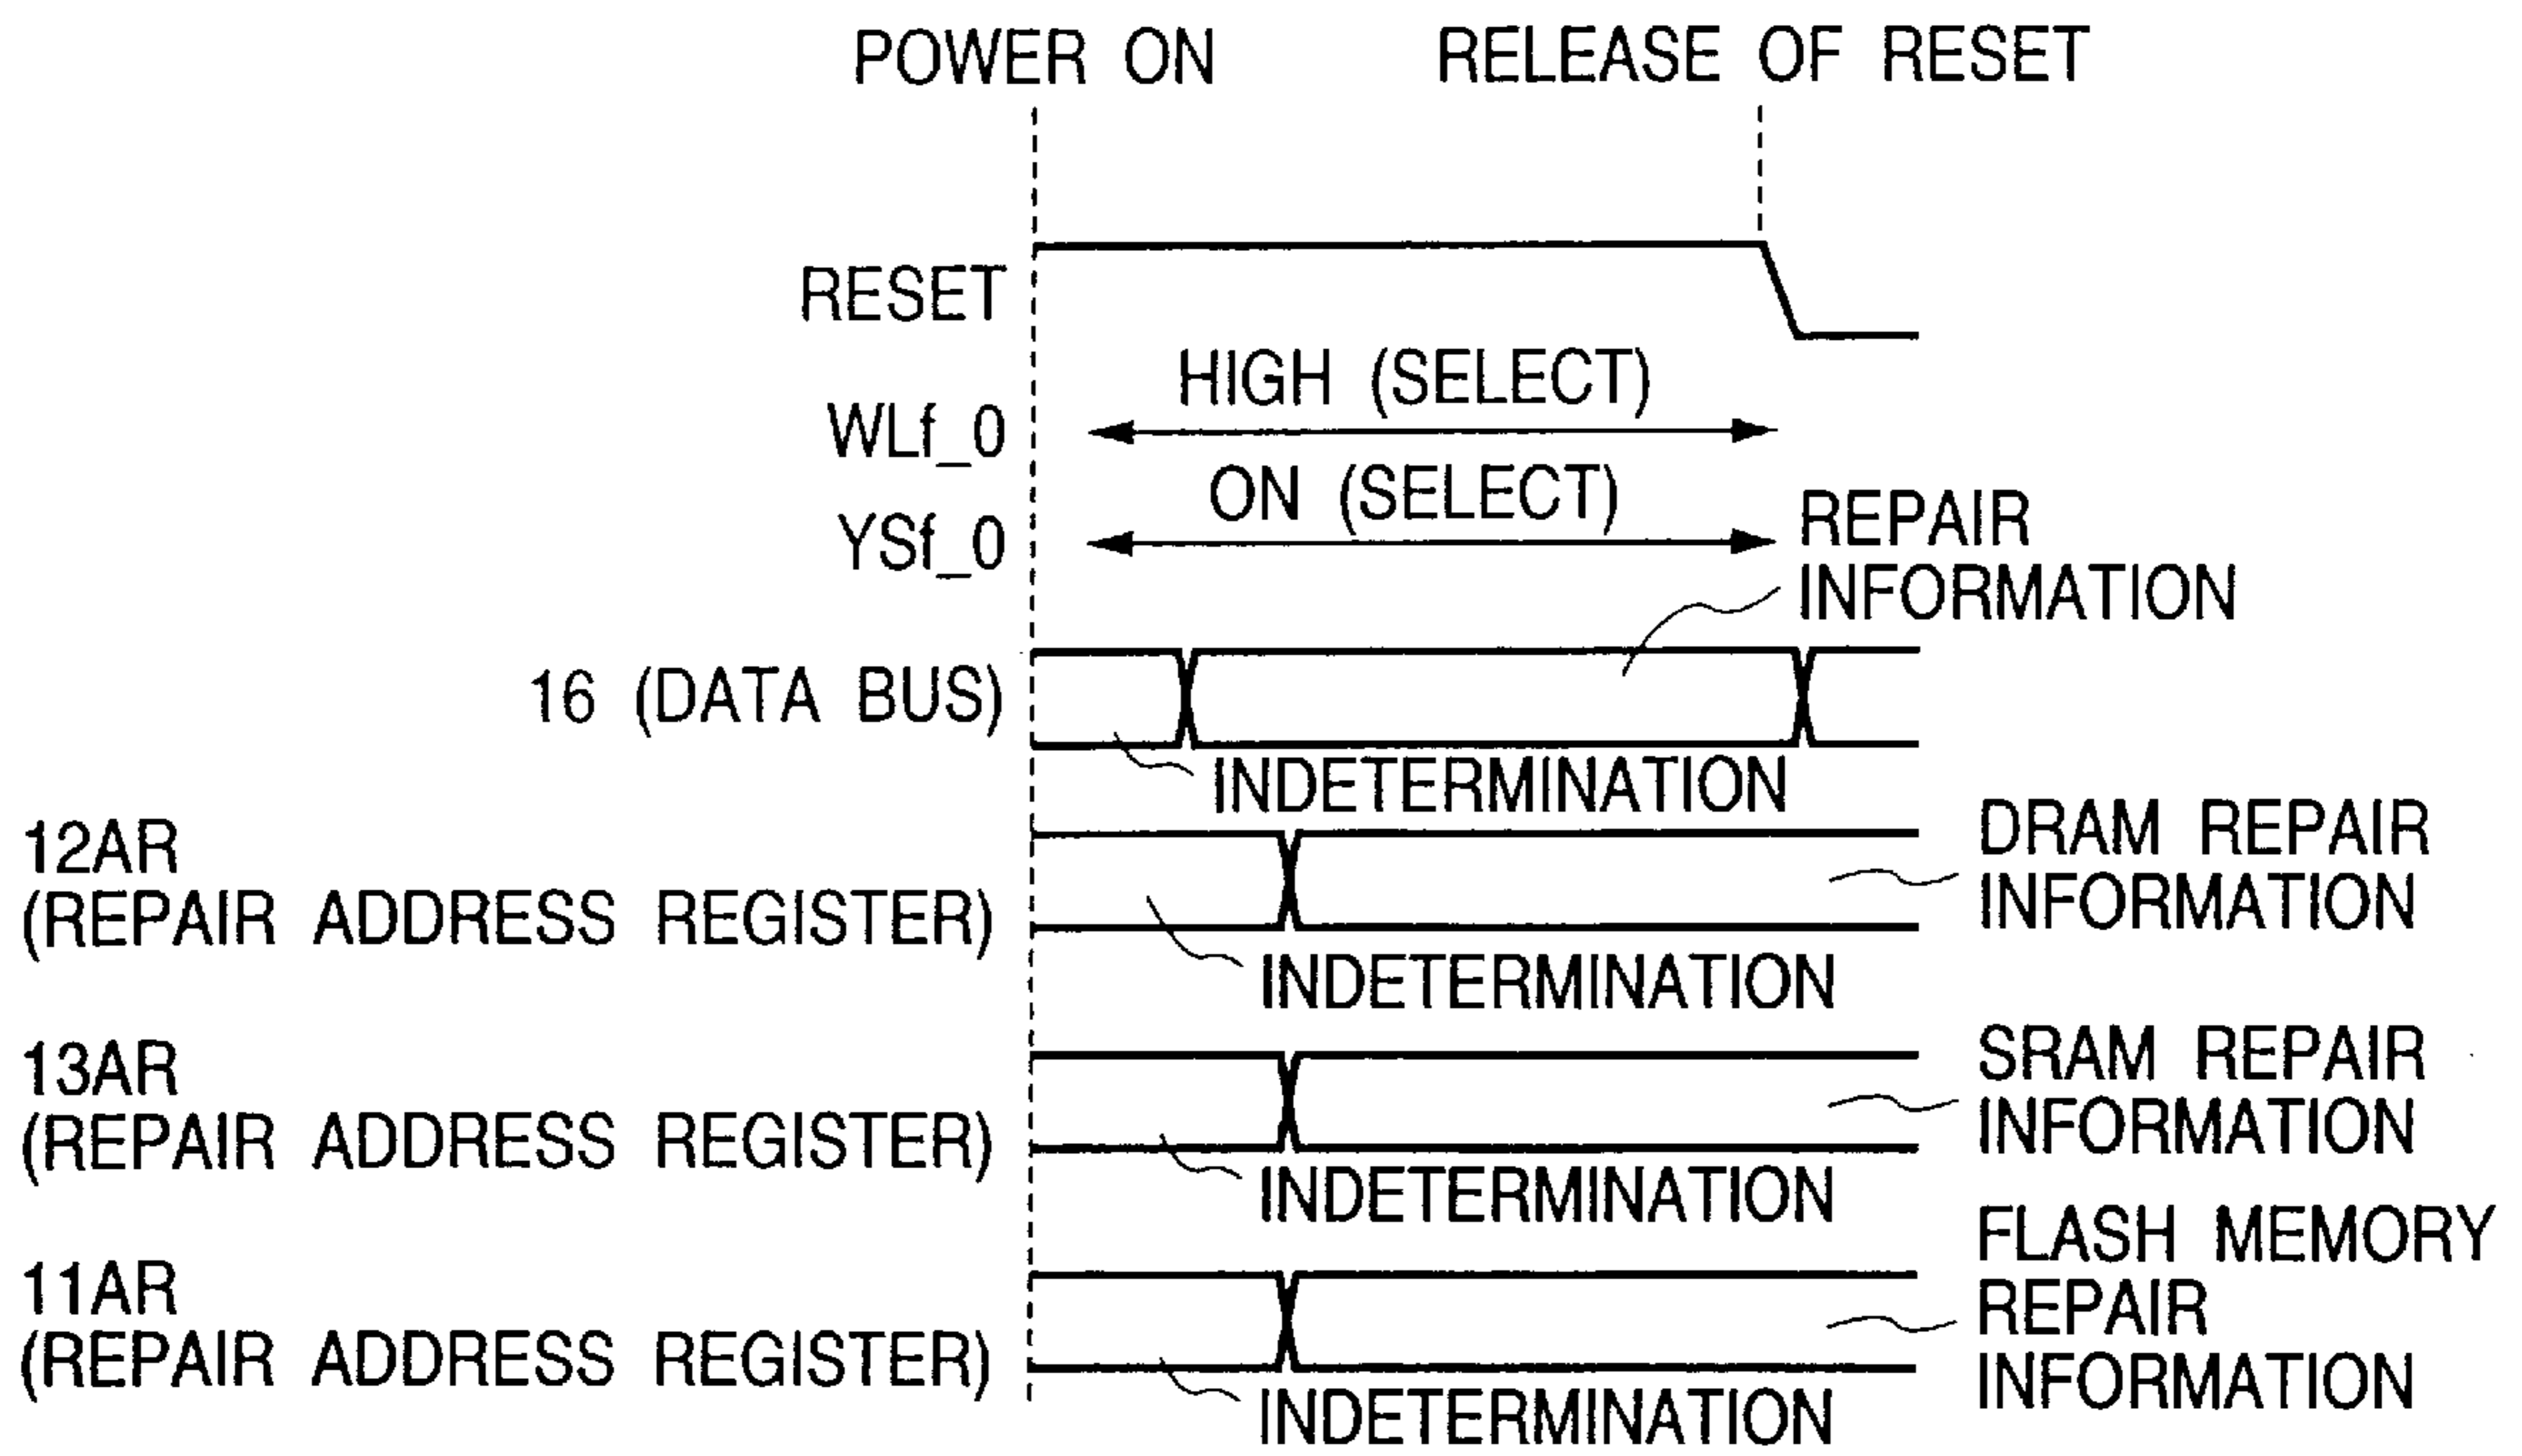 POWER ON
RELEASE OF RESET
RESET
HIGH (SELECT)
WLf_0
ON (SELECT)
YSf_0
REPAIR
INFORMATION
16 (DATA BUS)
INDETERMINATION
12AR
(REPAIR ADDRESS REGISTER)
DRAM REPAIR
INFORMATION
INDETERMINATION
13AR
(REPAIR ADDRESS REGISTER)
SRAM REPAIR
INFORMATION
INDETERMINATION
11AR
(REPAIR ADDRESS REGISTER)
FLASH MEMORY
REPAIR
INFORMATION
INDETERMINATION